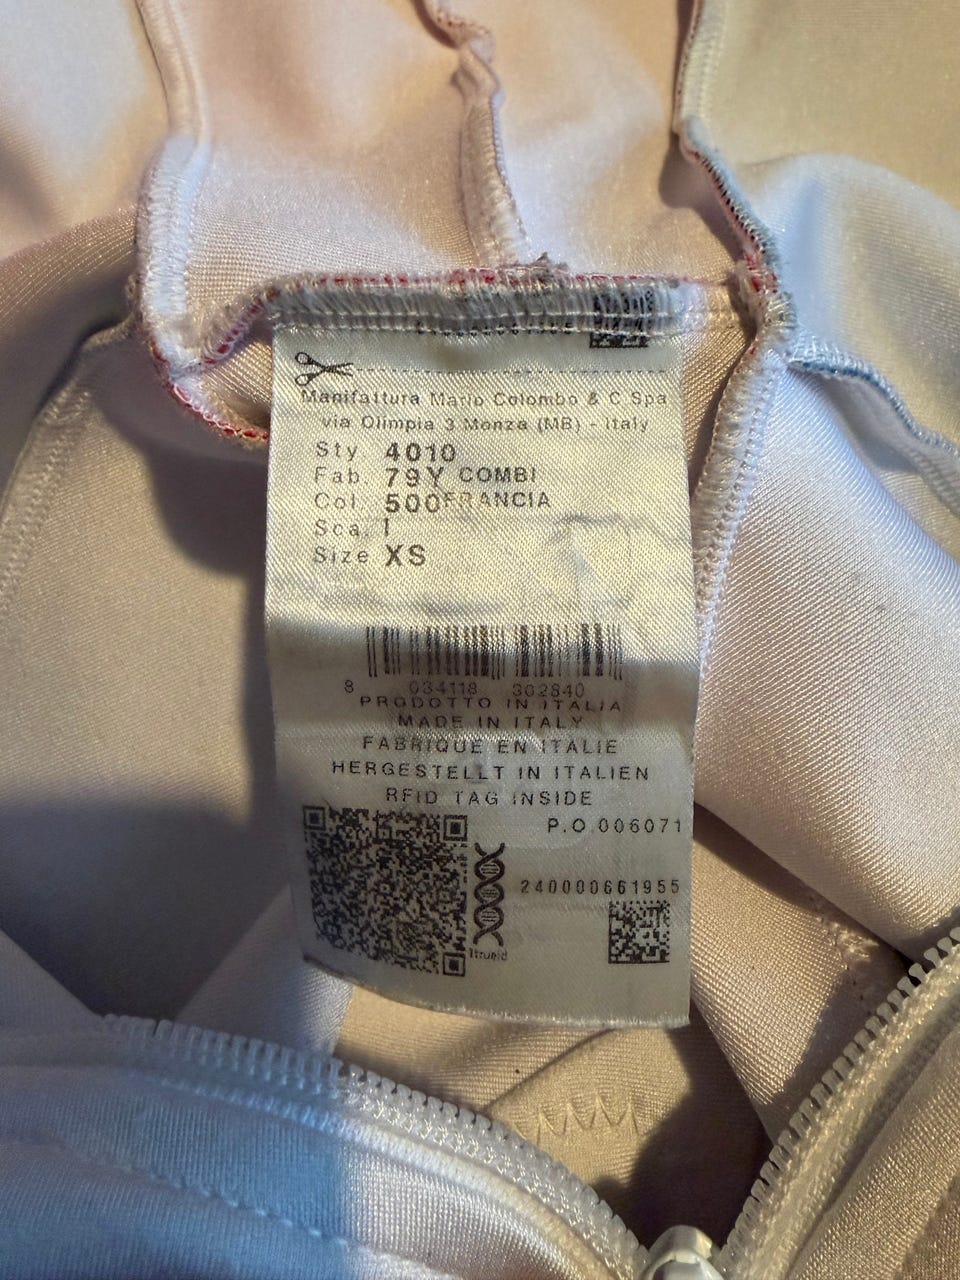 Manifattura Mario Colombo & C Spa
via Olimpia 3 Monza (MB) - Italy
Sty. 4010
Fab. 79Y COMBI
Col. 500FRANCIA
Sca. I
Size XS
8 034118 302840
PRODOTTO IN ITALIA
MADE IN ITALY
FABRIQUE EN ITALIE
HERGESTELLT IN ITALIEN
RFID TAG INSIDE
P.O.006071
240000661955
1trueid